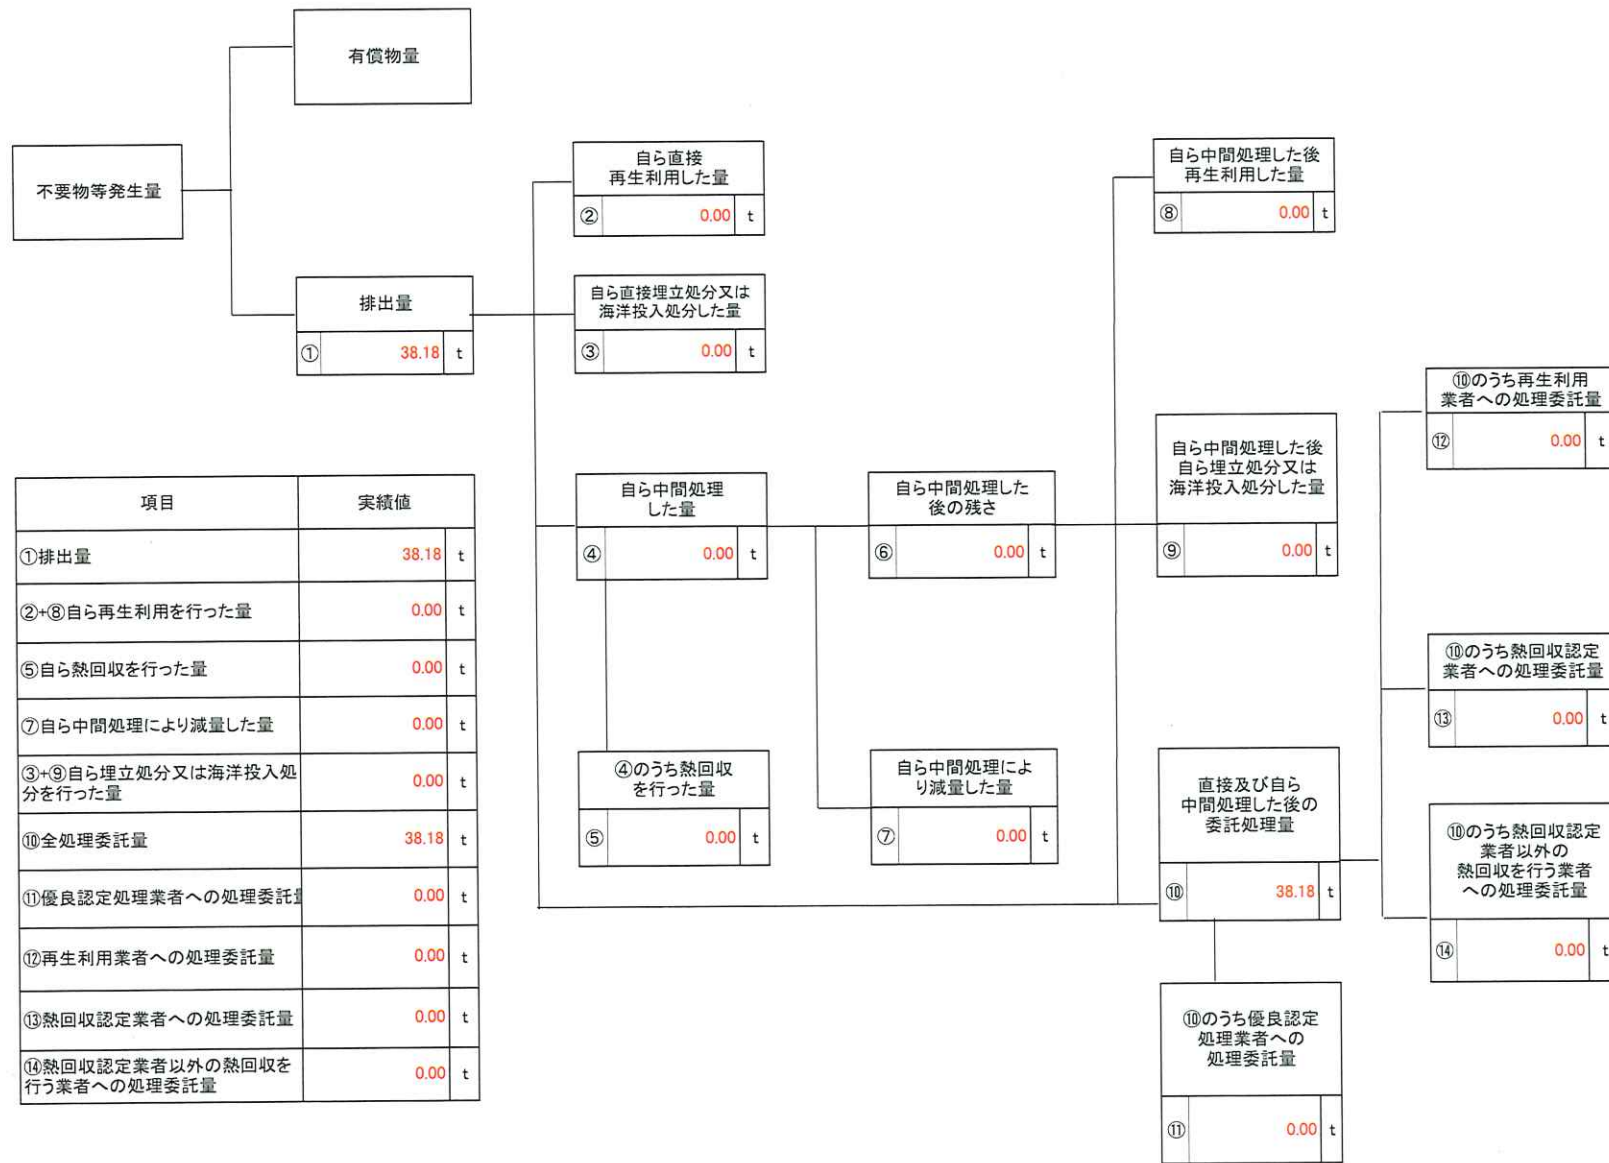 有償物量
不要物等発生量
排出量
① 38.18 t
自ら直接
再生利用した量
② 0.00 t
自ら直接埋立処分又は
海洋投入処分した量
③ 0.00 t
自ら中間処理
した量
④ 0.00 t
④のうち熱回収
を行った量
⑤ 0.00 t
自ら中間処理した
後の残さ
⑥ 0.00 t
自ら中間処理によ
り減量した量
⑦ 0.00 t
自ら中間処理した後
再生利用した量
⑧ 0.00 t
自ら中間処理した後
自ら埋立処分又は
海洋投入処分した量
⑨ 0.00 t
直接及び自ら
中間処理した後の
委託処理量
⑩ 38.18 t
⑩のうち優良認定
処理業者への
処理委託量
⑪ 0.00 t
⑩のうち再生利用
業者への処理委託量
⑫ 0.00 t
⑩のうち熱回収認定
業者への処理委託量
⑬ 0.00 t
⑩のうち熱回収認定
業者以外の
熱回収を行う業者
への処理委託量
⑭ 0.00 t
項目 実績値
①排出量 38.18 t
②+⑧自ら再生利用を行った量 0.00 t
⑤自ら熱回収を行った量 0.00 t
⑦自ら中間処理により減量した量 0.00 t
③+⑨自ら埋立処分又は海洋投入処
分を行った量 0.00 t
⑩全処理委託量 38.18 t
⑪優良認定処理業者への処理委託量 0.00 t
⑫再生利用業者への処理委託量 0.00 t
⑬熱回収認定業者への処理委託量 0.00 t
⑭熱回収認定業者以外の熱回収を
行う業者への処理委託量 0.00 t